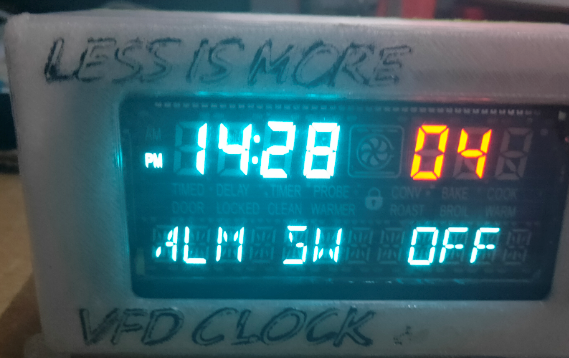 LESS IS MORE
AM
PM 14:28 04
TIMED DELAY TIMER PROBE CONV BAKE COOK
DOOR LOCKED CLEAN WARMER ROAST BROIL WARM
ALM SW OFF
VFD CLOCK